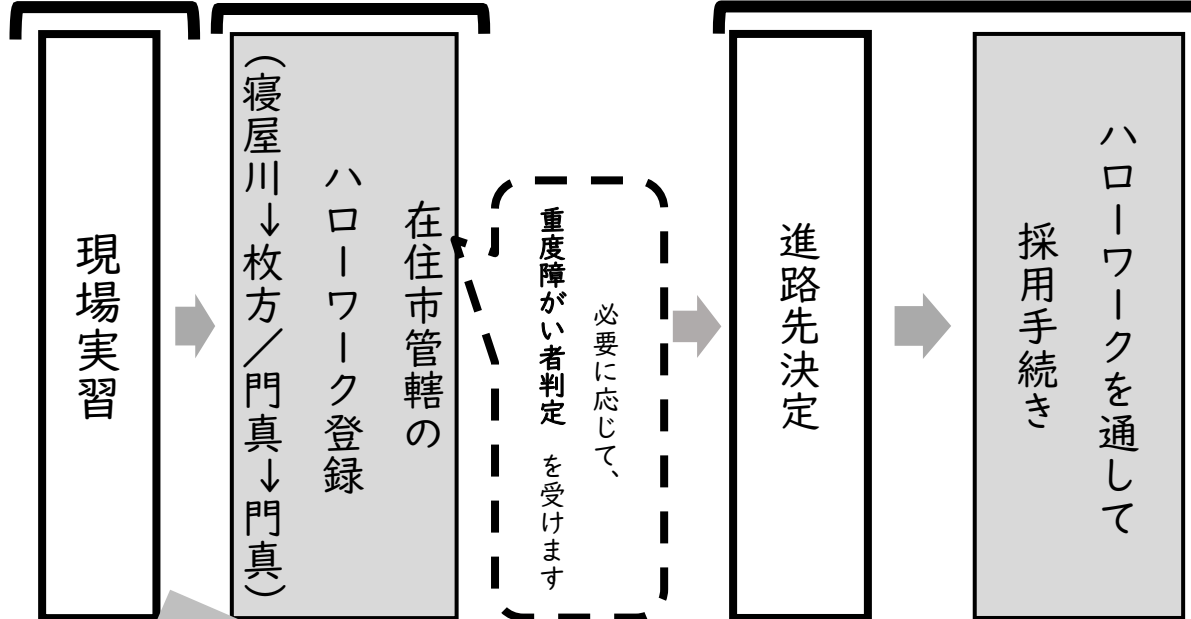 現場実習
在住市管轄の
ハローワーク登録
(寝屋川→枚方／門真→門真)
必要に応じて、
重度障がい者判定 を受けます
進路先決定
ハローワークを通して
採用手続き